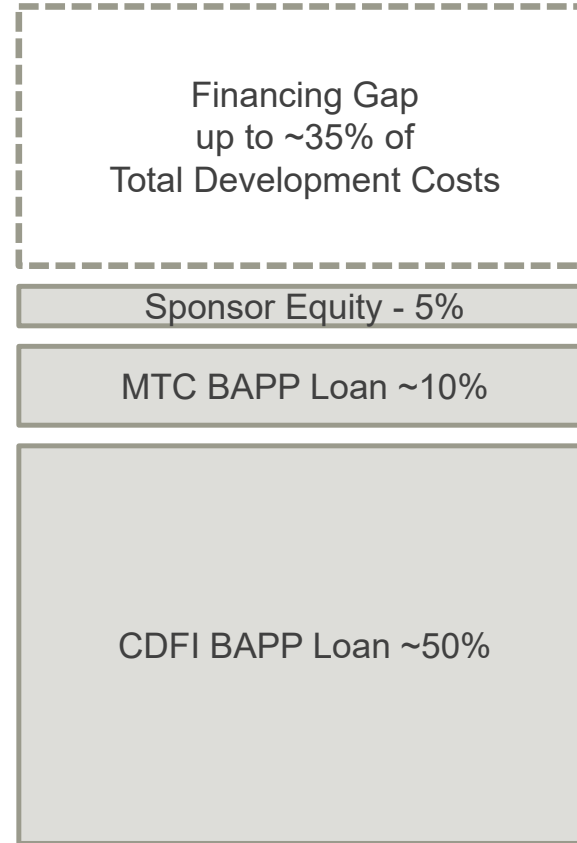 Financing Gap
up to ~35% of
Total Development Costs
Sponsor Equity - 5%
MTC BAPP Loan ~10%
CDFI BAPP Loan ~50%